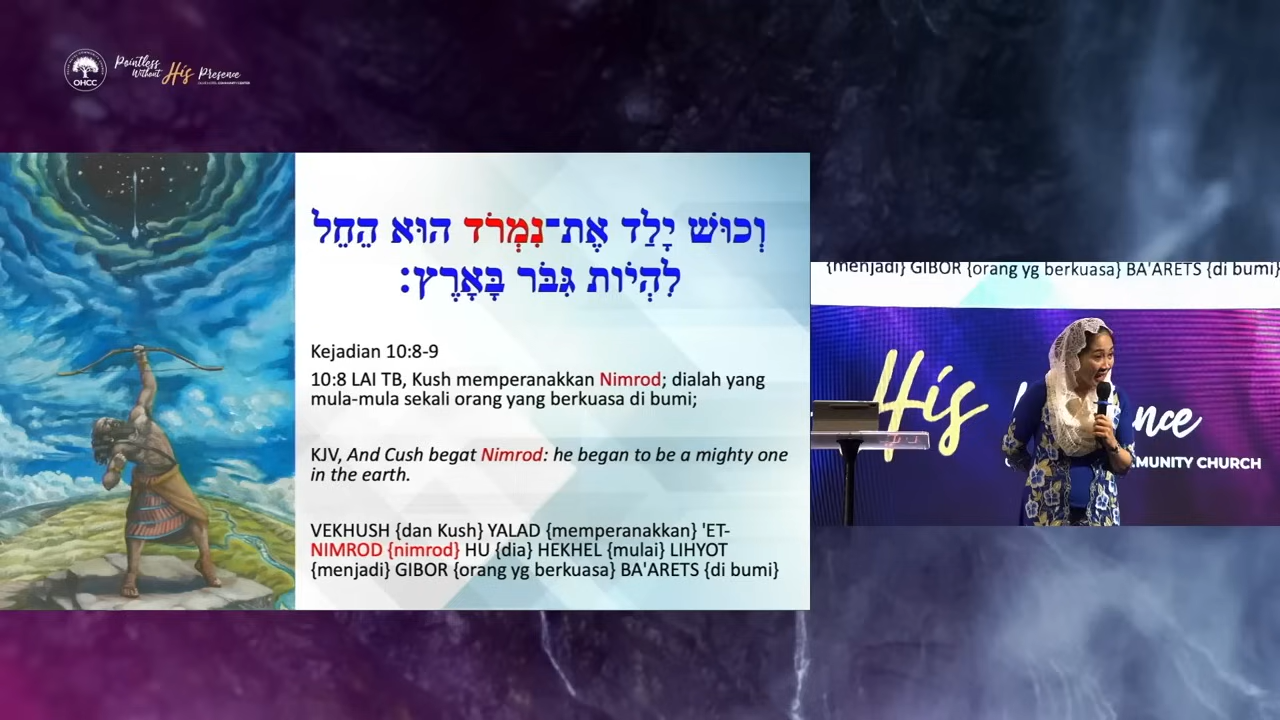 OHCC
Pointless
Without His Presence
וְכוּשׁ יָלַד אֶת־נִמְרֹד הוּא הֵחֵל
לִהְיוֹת גִּבֹּר בָּאָרֶץ׃
Kejadian 10:8-9
10:8 LAI TB, Kush memperanakkan Nimrod; dialah yang
mula-mula sekali orang yang berkuasa di bumi;
KJV, And Cush begat Nimrod: he began to be a mighty one
in the earth.
VEKHUSH {dan Kush} YALAD {memperanakkan} 'ET-
NIMROD {nimrod} HU {dia} HEKHEL {mulai} LIHYOT
{menjadi} GIBOR {orang yg berkuasa} BA'ARETS {di bumi}
{menjadi} GIBOR {orang yg berkuasa} BA'ARETS {di bumi}
His
nce
MUNITY CHURCH